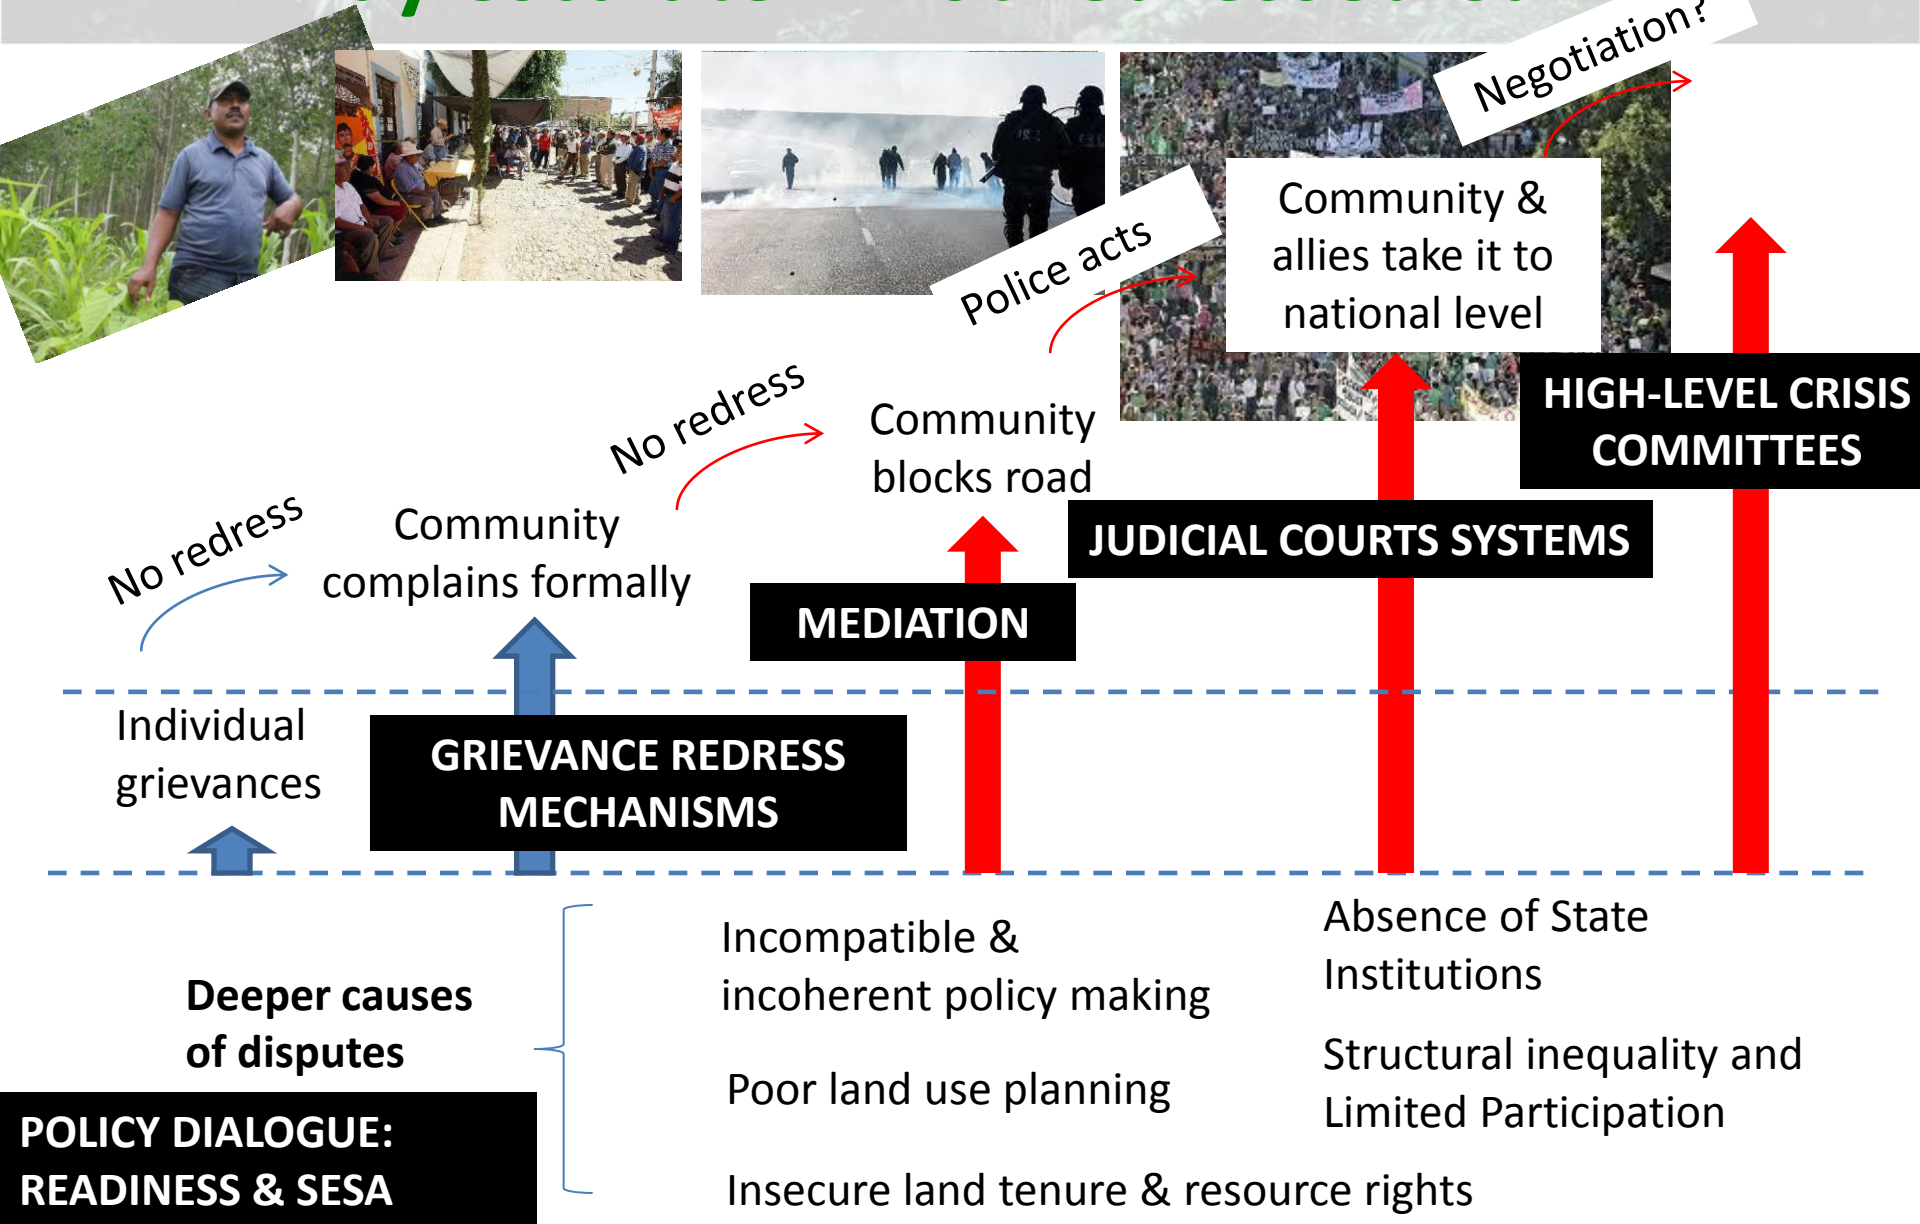 Negotiation?
Police acts
Community &
allies take it to
national level
HIGH-LEVEL CRISIS
COMMITTEES
No redress
Community
blocks road
JUDICIAL COURTS SYSTEMS
No redress
Community
complains formally
MEDIATION
Individual
grievances
GRIEVANCE REDRESS
MECHANISMS
Deeper causes
of disputes
Incompatible &
incoherent policy making
Poor land use planning
Insecure land tenure & resource rights
Absence of State
Institutions
Structural inequality and
Limited Participation
POLICY DIALOGUE:
READINESS & SESA